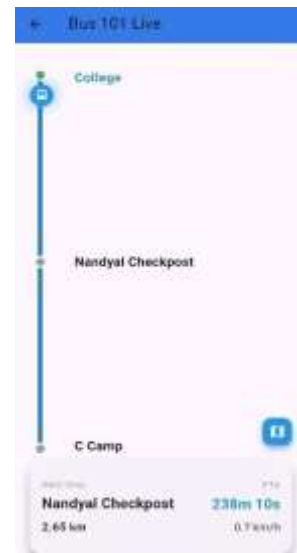 Bus 101 Live
College
Nandyal Checkpost
C Camp
Nandyal Checkpost 238m 10s
2.65 km 0.7 km/h